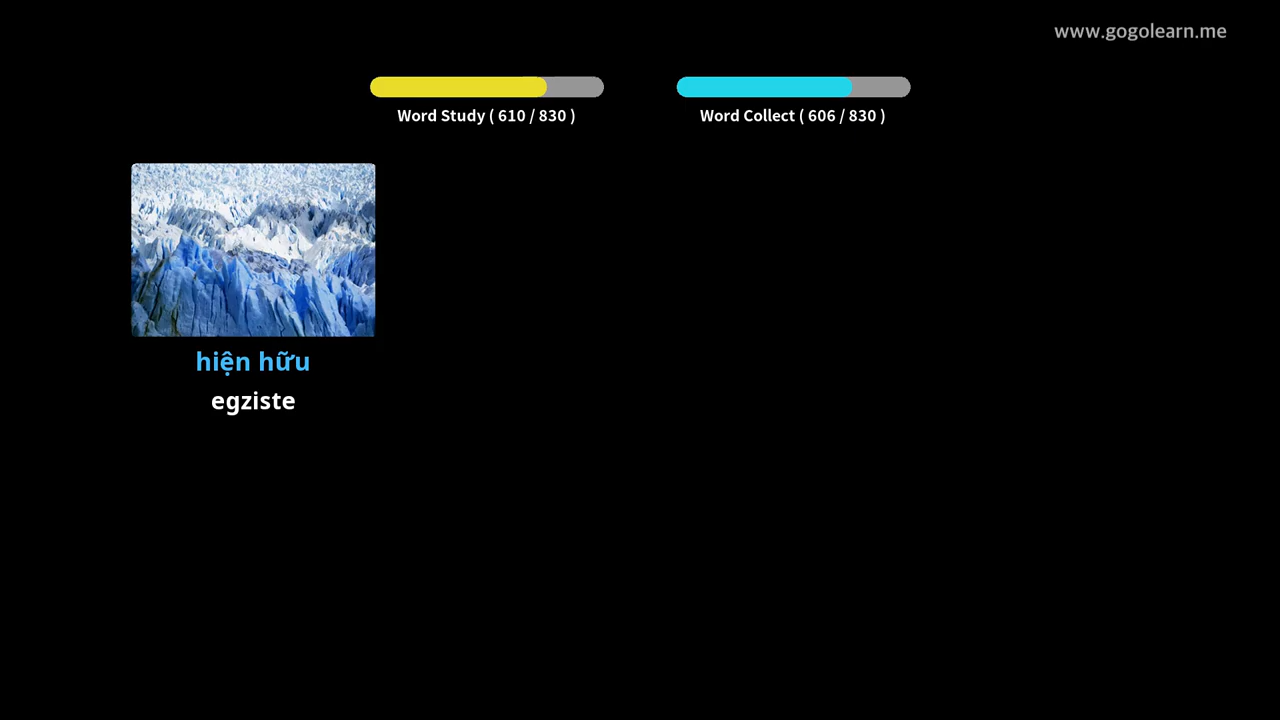 www.gogolearn.me
Word Study ( 610 / 830 )
Word Collect ( 606 / 830 )
hiện hữu
egziste